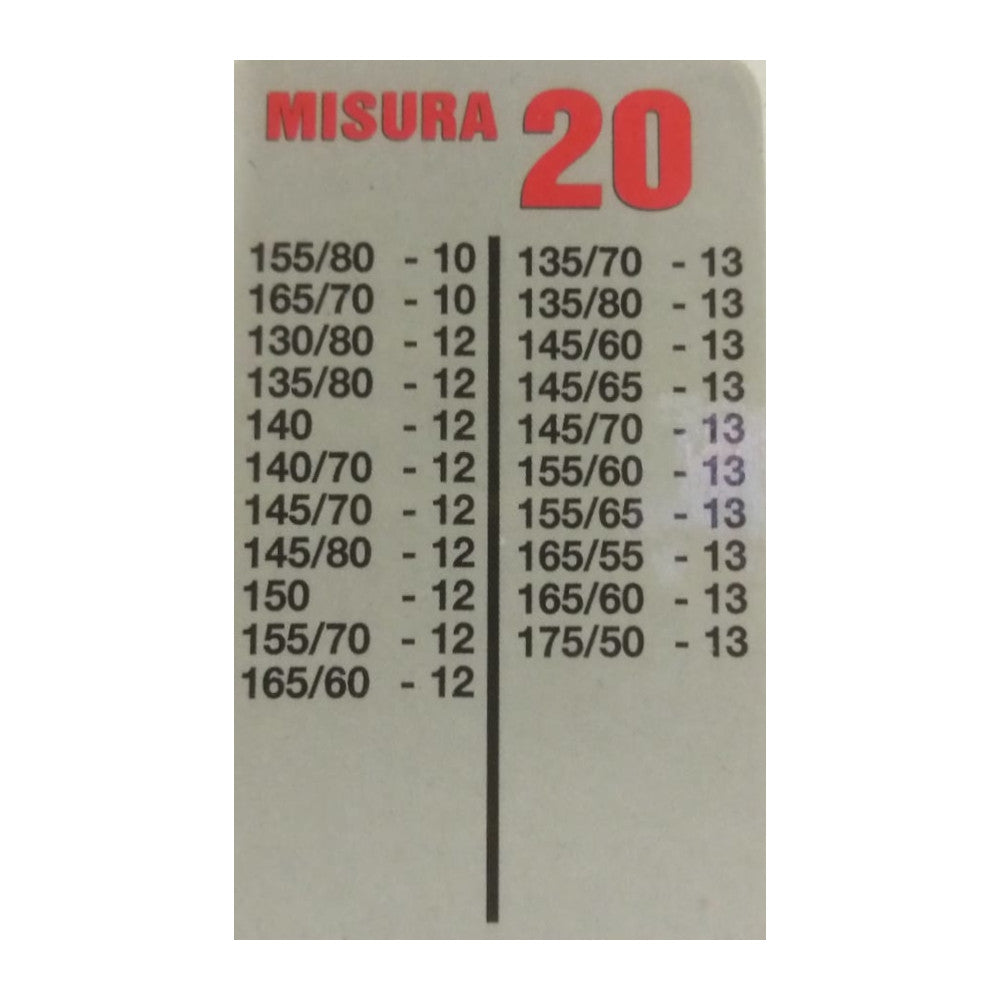 MISURA 20
155/80 - 10
165/70 - 10
130/80 - 12
135/80 - 12
140 - 12
140/70 - 12
145/70 - 12
145/80 - 12
150 - 12
155/70 - 12
165/60 - 12
135/70 - 13
135/80 - 13
145/60 - 13
145/65 - 13
145/70 - 13
155/60 - 13
155/65 - 13
165/55 - 13
165/60 - 13
175/50 - 13